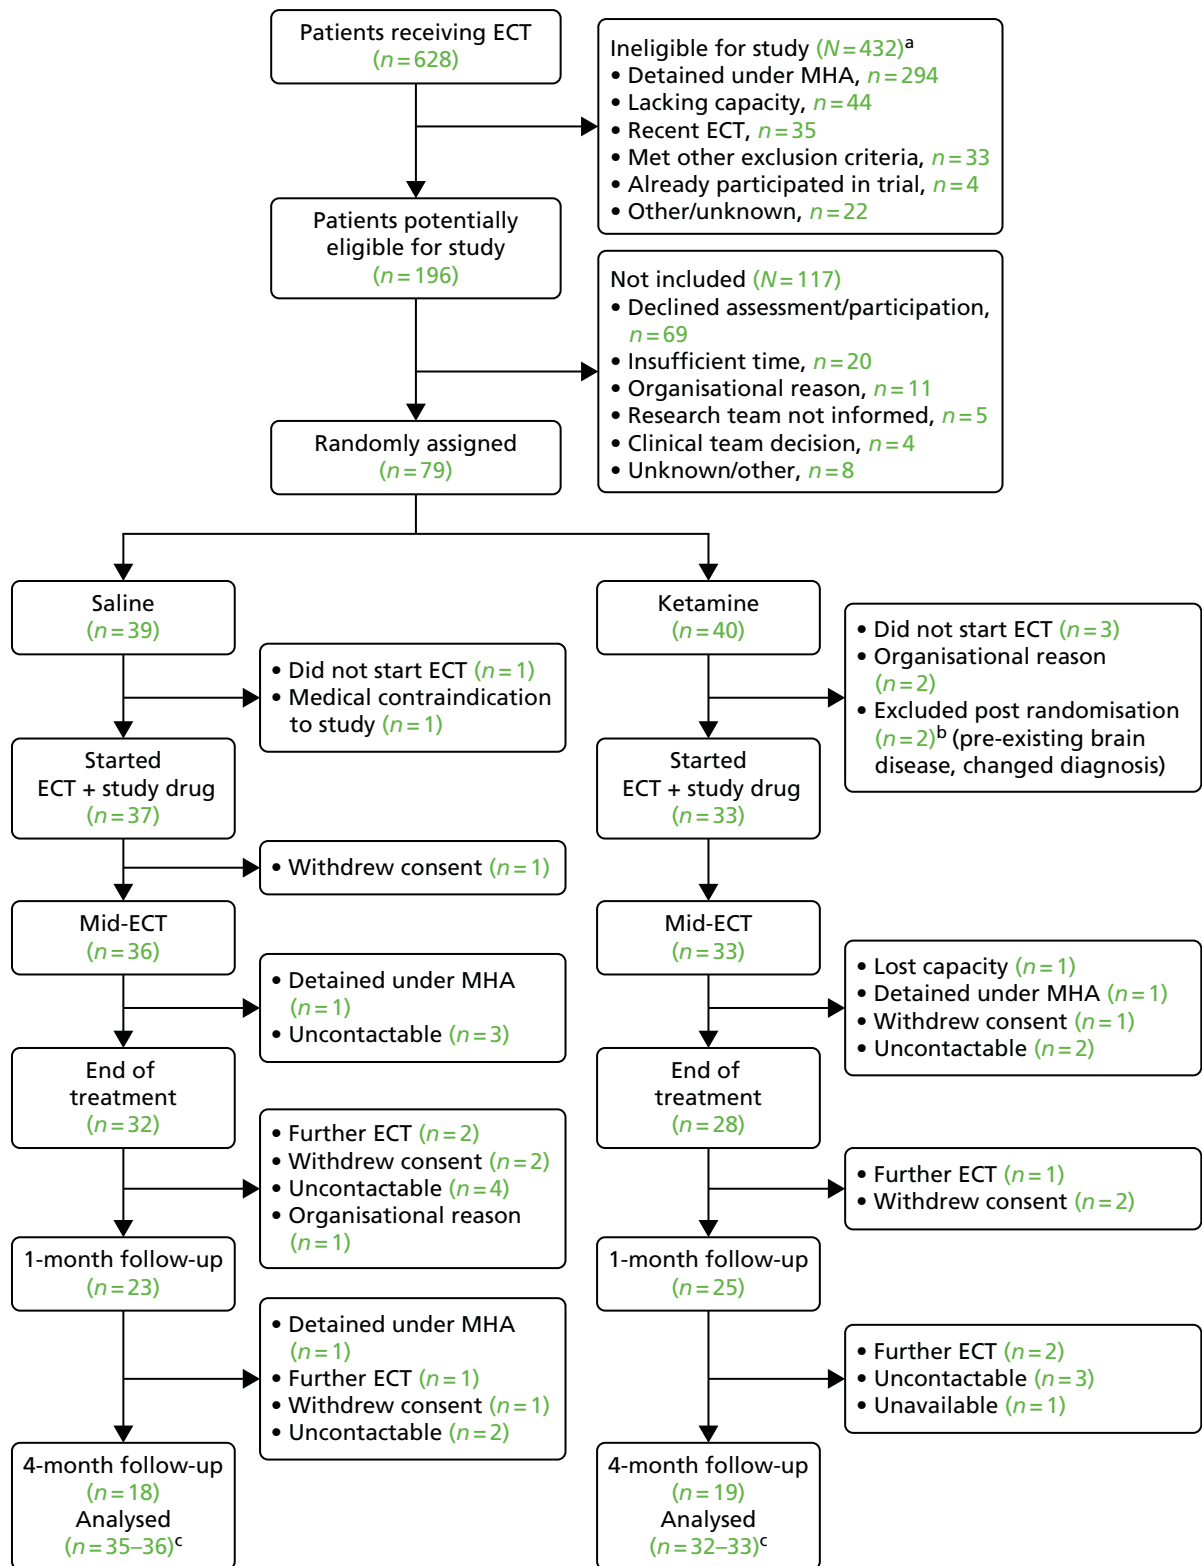 Patients receiving ECT
(n = 628)
Ineligible for study (N = 432)a
• Detained under MHA, n = 294
• Lacking capacity, n = 44
• Recent ECT, n = 35
• Met other exclusion criteria, n = 33
• Already participated in trial, n = 4
• Other/unknown, n = 22
Patients potentially
eligible for study
(n = 196)
Not included (N = 117)
• Declined assessment/participation,
n = 69
• Insufficient time, n = 20
• Organisational reason, n = 11
• Research team not informed, n = 5
• Clinical team decision, n = 4
• Unknown/other, n = 8
Randomly assigned
(n = 79)
Saline
(n = 39)
• Did not start ECT (n = 1)
• Medical contraindication
to study (n = 1)
Started
ECT + study drug
(n = 37)
• Withdrew consent (n = 1)
Mid-ECT
(n = 36)
• Detained under MHA
(n = 1)
• Uncontactable (n = 3)
End of
treatment
(n = 32)
• Further ECT (n = 2)
• Withdrew consent (n = 2)
• Uncontactable (n = 4)
• Organisational reason
(n = 1)
1-month follow-up
(n = 23)
• Detained under MHA
(n = 1)
• Further ECT (n = 1)
• Withdrew consent (n = 1)
• Uncontactable (n = 2)
4-month follow-up
(n = 18)
Analysed
(n = 35–36)c
Ketamine
(n = 40)
• Did not start ECT (n = 3)
• Organisational reason
(n = 2)
• Excluded post randomisation
(n = 2)b (pre-existing brain
disease, changed diagnosis)
Started
ECT + study drug
(n = 33)
Mid-ECT
(n = 33)
• Lost capacity (n = 1)
• Detained under MHA (n = 1)
• Withdrew consent (n = 1)
• Uncontactable (n = 2)
End of
treatment
(n = 28)
• Further ECT (n = 1)
• Withdrew consent (n = 2)
1-month follow-up
(n = 25)
• Further ECT (n = 2)
• Uncontactable (n = 3)
• Unavailable (n = 1)
4-month follow-up
(n = 19)
Analysed
(n = 32–33)c